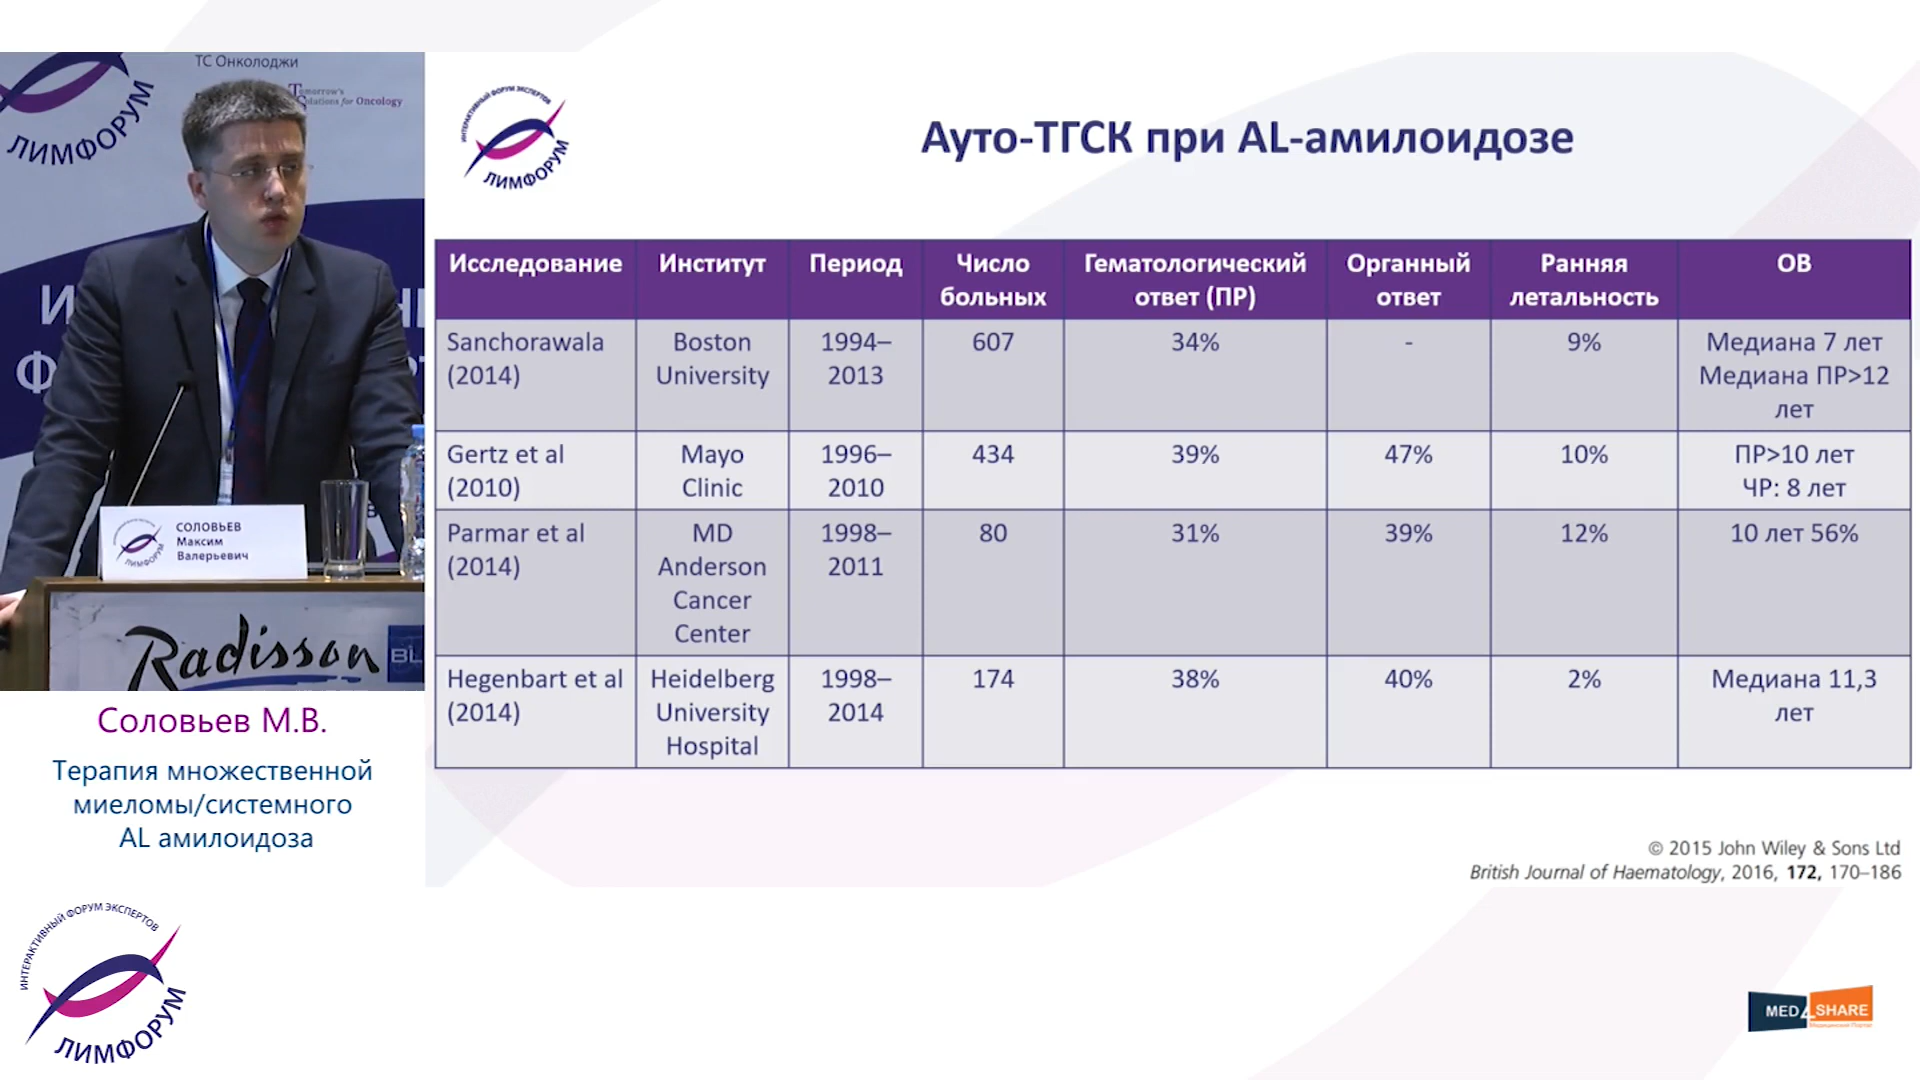 ТС Онколоджи
Tomorrow's
Solutions for Oncology
ЛИМФОРУМ
СОЛОВЬЕВ
Максим
Валерьевич
ЛИМФОРУМ
Radisson
BL
Соловьев М.В.
Терапия множественной
миеломы/системного
AL амилоидоза
ИНТЕРАКТИВНЫЙ ФОРУМ ЭКСПЕРТОВ
ЛИМФОРУМ
ИНТЕРАКТИВНЫЙ ФОРУМ ЭКСПЕРТОВ
ЛИМФОРУМ
Ауто-ТГСК при AL-амилоидозе
Исследование Институт Период Число больных Гематологический ответ (ПР) Органный ответ Ранняя летальность ОВ
Sanchorawala (2014) Boston University 1994–2013 607 34% - 9% Медиана 7 лет Медиана ПР>12 лет
Gertz et al (2010) Mayo Clinic 1996–2010 434 39% 47% 10% ПР>10 лет ЧР: 8 лет
Parmar et al (2014) MD Anderson Cancer Center 1998–2011 80 31% 39% 12% 10 лет 56%
Hegenbart et al (2014) Heidelberg University Hospital 1998–2014 174 38% 40% 2% Медиана 11,3 лет
© 2015 John Wiley & Sons Ltd
British Journal of Haematology, 2016, 172, 170–186
MED4SHARE
Медицинский Портал